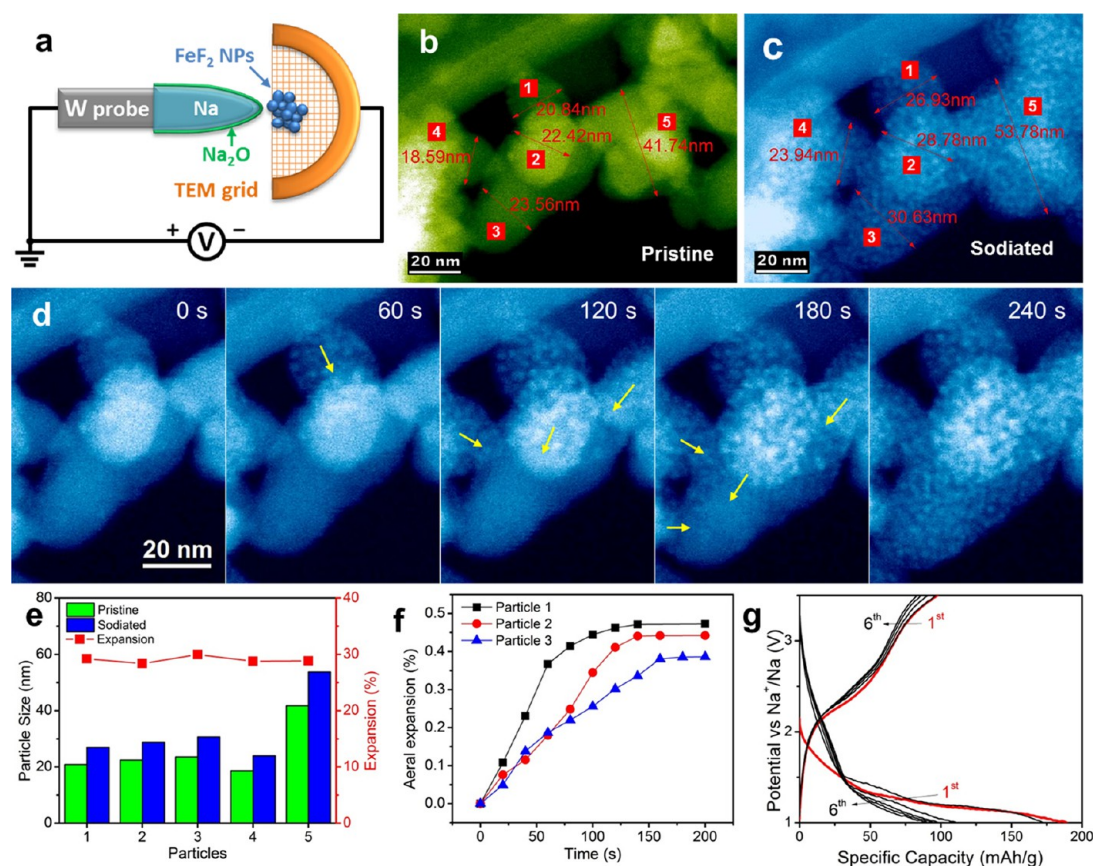 a
FeF₂ NPs
W probe
Na
Na₂O
TEM grid
+ V −
b
1
20.84nm
4
5
22.42nm
18.59nm
2
41.74nm
23.56nm
3
20 nm
Pristine
c
1
26.93nm
5
4
53.78nm
28.78nm
23.94nm
2
30.63nm
3
20 nm
Sodiated
d
0 s
60 s
120 s
180 s
240 s
20 nm
e
80
60
40
20
0
Particle Size (nm)
Pristine
Sodiated
Expansion
40
30
20
10
0
Expansion (%)
1 2 3 4 5
Particles
f
0.5
0.4
0.3
0.2
0.1
0.0
Aeral expansion (%)
Particle 1
Particle 2
Particle 3
0 50 100 150 200
Time (s)
g
3
2
1
Potential vs Na⁺/Na (V)
6ᵗʰ
1ˢᵗ
6ᵗʰ
1ˢᵗ
0 50 100 150 200
Specific Capacity (mAh/g)